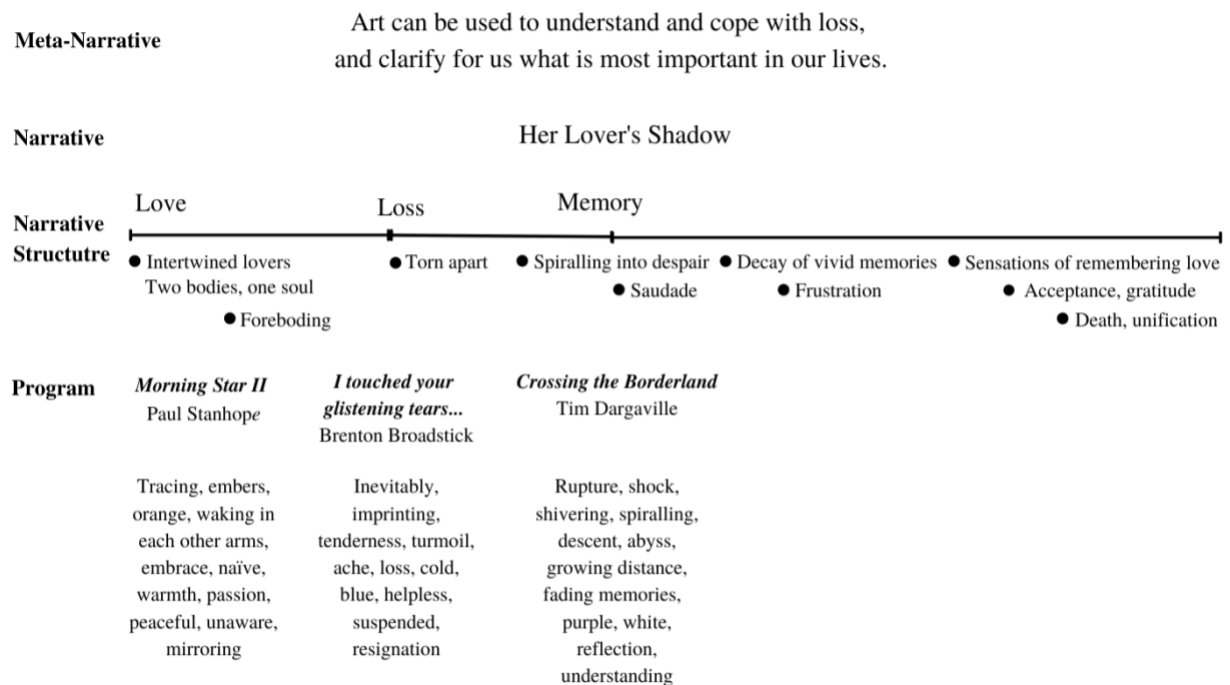 Meta-Narrative
Art can be used to understand and cope with loss,
and clarify for us what is most important in our lives.
Narrative
Her Lover's Shadow
Narrative
Structutre
Love
Loss
Memory
Intertwined lovers
Two bodies, one soul
Foreboding
Torn apart
Spiralling into despair
Saudade
Decay of vivid memories
Frustration
Sensations of remembering love
Acceptance, gratitude
Death, unification
Program
Morning Star II
Paul Stanhope
I touched your
glistening tears...
Brenton Broadstick
Crossing the Borderland
Tim Dargaville
Tracing, embers,
orange, waking in
each other arms,
embrace, naïve,
warmth, passion,
peaceful, unaware,
mirroring
Inevitably,
imprinting,
tenderness, turmoil,
ache, loss, cold,
blue, helpless,
suspended,
resignation
Rupture, shock,
shivering, spiralling,
descent, abyss,
growing distance,
fading memories,
purple, white,
reflection,
understanding